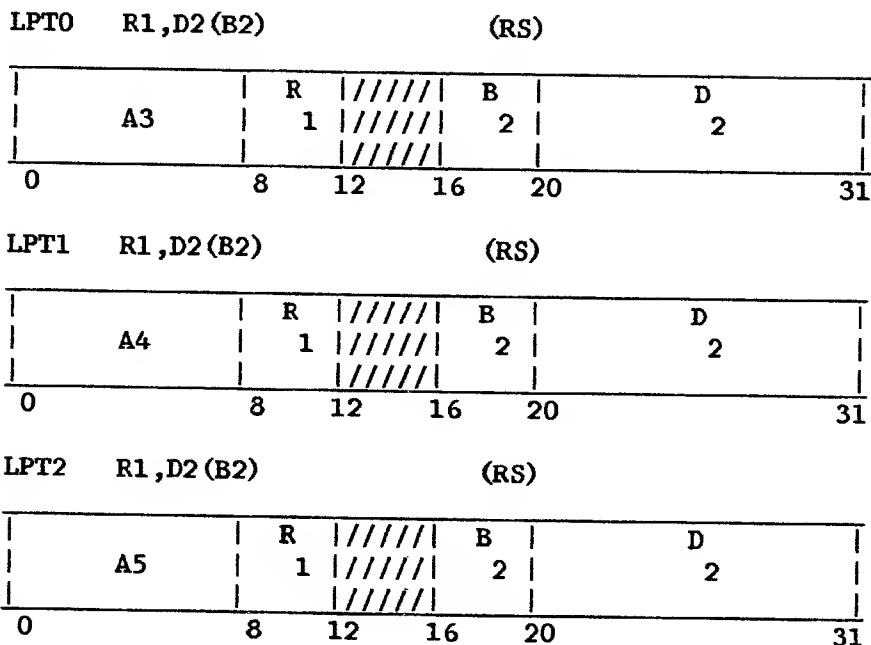 LPT0 R1,D2(B2) (RS)
| | R |/////| B | D |
| A3 | 1 |/////| 2 | 2 |
| | |/////| | |
0 8 12 16 20 31
LPT1 R1,D2(B2) (RS)
| | R |/////| B | D |
| A4 | 1 |/////| 2 | 2 |
| | |/////| | |
0 8 12 16 20 31
LPT2 R1,D2(B2) (RS)
| | R |/////| B | D |
| A5 | 1 |/////| 2 | 2 |
| | |/////| | |
0 8 12 16 20 31